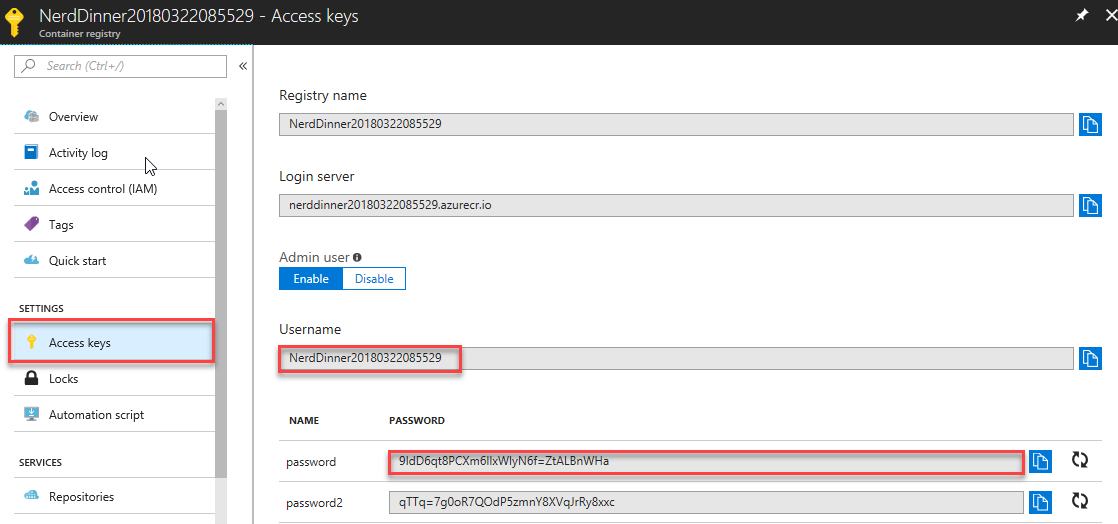 NerdDinner20180322085529 - Access keys
Container registry
Search (Ctrl+/)
«
Overview
Activity log
Access control (IAM)
Tags
Quick start
SETTINGS
Access keys
Locks
Automation script
SERVICES
Repositories
Registry name
NerdDinner20180322085529
Login server
nerddinner20180322085529.azurecr.io
Admin user
Enable Disable
Username
NerdDinner20180322085529
NAME PASSWORD
password 9IdD6qt8PCXm6IlxWlyN6f=ZtALBnWHa
password2 qTTq=7g0oR7QOdP5zmnY8XVqJrRy8xxc